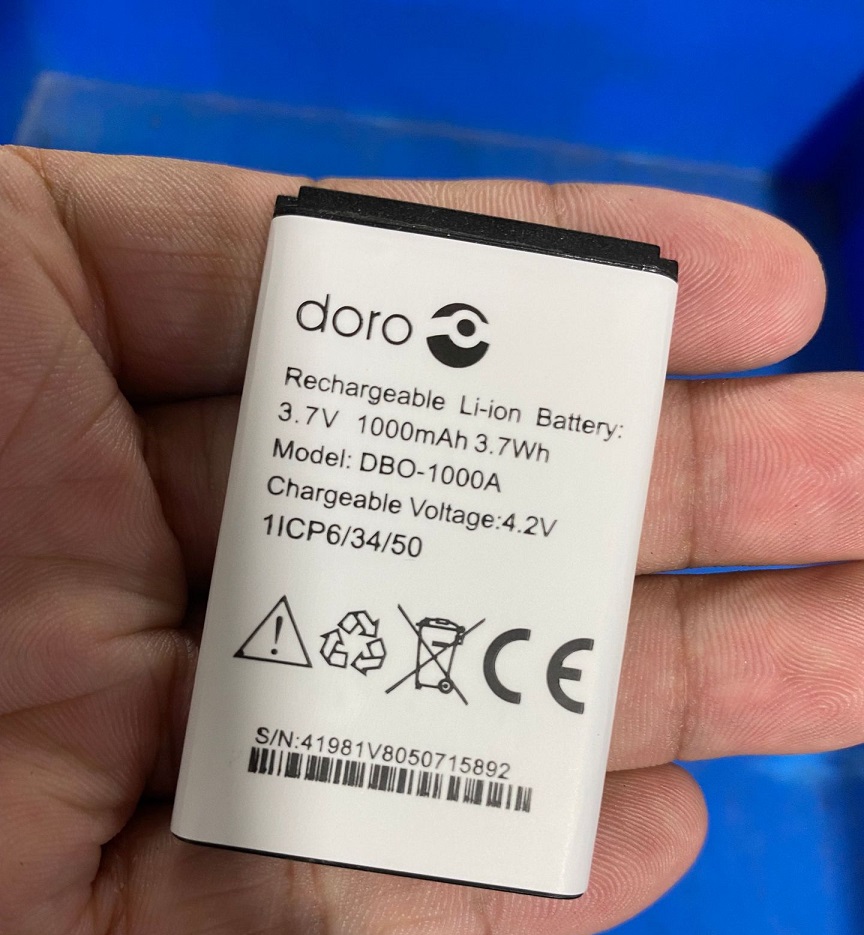 doro
Rechargeable Li-ion Battery:
3.7V 1000mAh 3.7Wh
Model: DBO-1000A
Chargeable Voltage:4.2V
1ICP6/34/50
CE
S/N:41981V8050715892